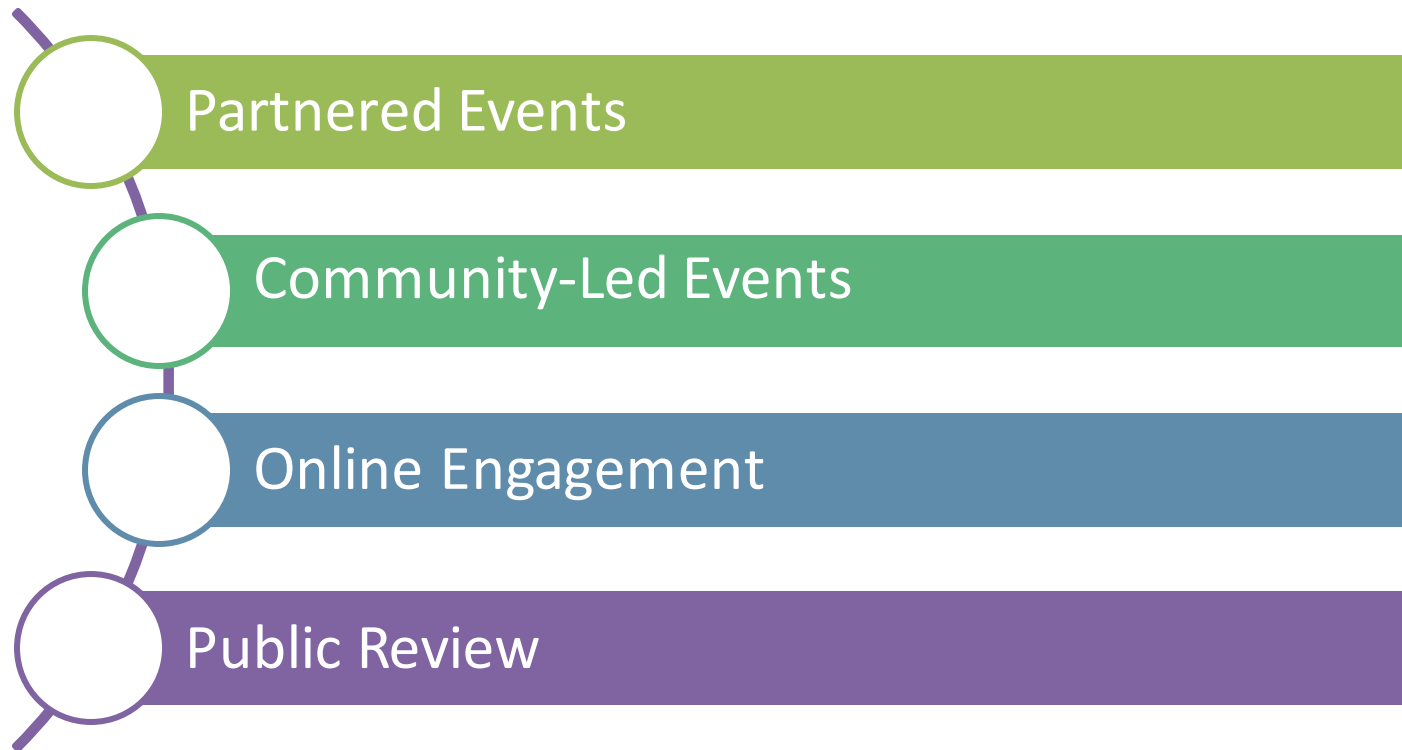 Partnered Events
Community-Led Events
Online Engagement
Public Review